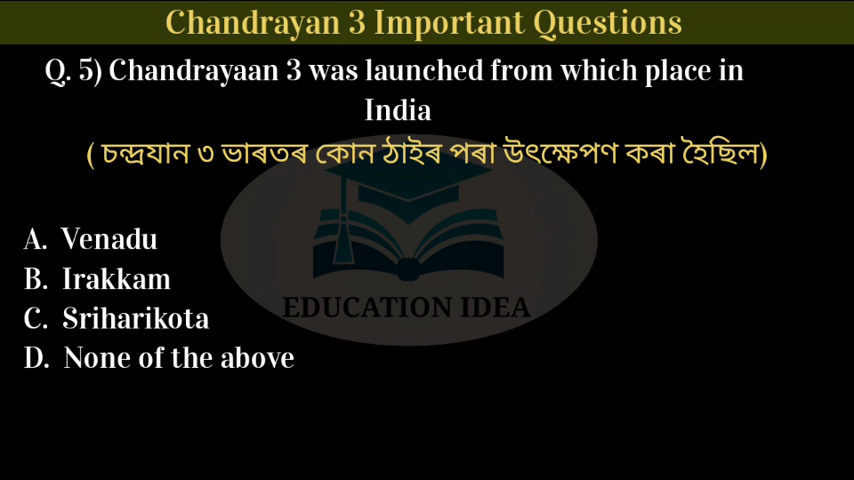 Chandrayan 3 Important Questions
Q. 5) Chandrayaan 3 was launched from which place in
India
( চন্দ্ৰযান ৩ ভাৰতৰ কোন ঠাইৰ পৰা উৎক্ষেপণ কৰা হৈছিল)
A. Venadu
B. Irakkam
C. Sriharikota
D. None of the above
EDUCATION IDEA